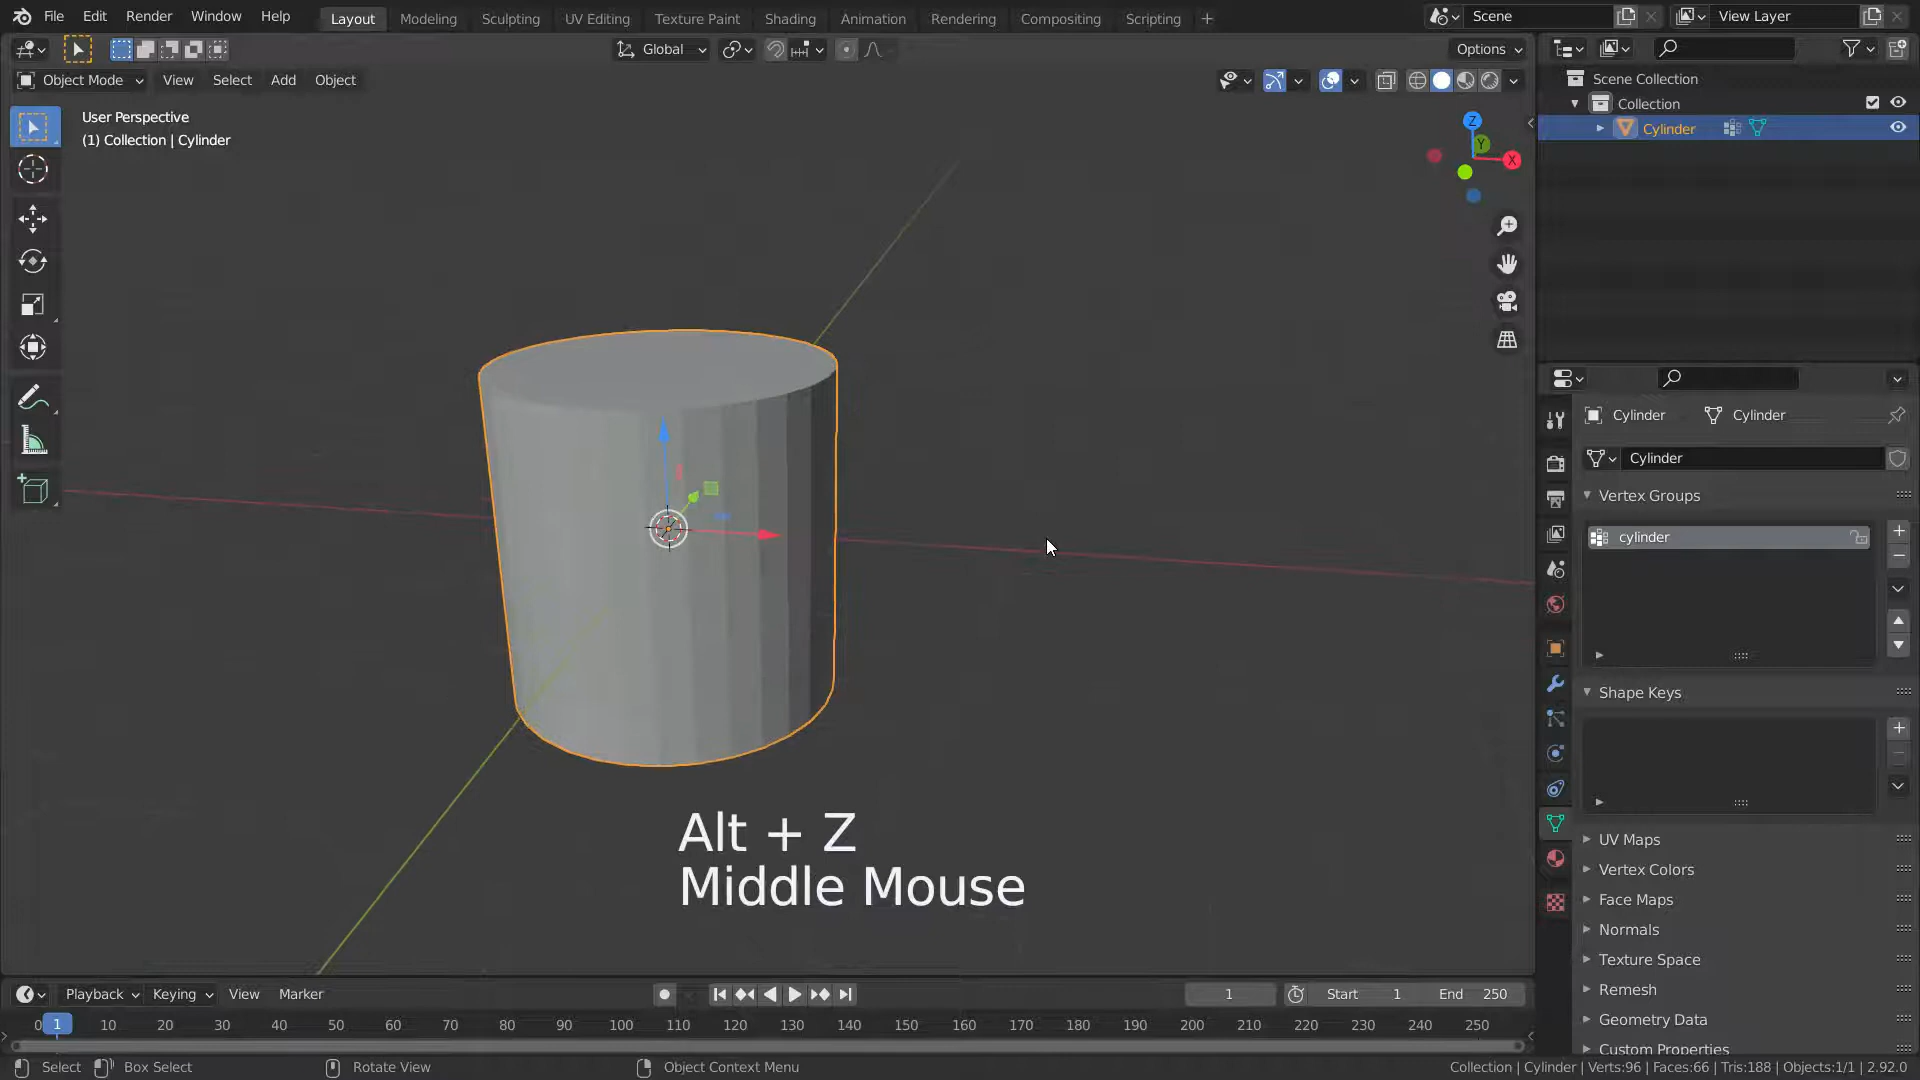 File Edit Render Window Help
Layout Modeling Sculpting UV Editing Texture Paint Shading Animation Rendering Compositing Scripting +
Scene
View Layer
Global
Options
Object Mode View Select Add Object
User Perspective
(1) Collection | Cylinder
Z
Y
X
Scene Collection
Collection
Cylinder
Cylinder Cylinder
Cylinder
Vertex Groups
cylinder
Shape Keys
UV Maps
Vertex Colors
Face Maps
Normals
Texture Space
Remesh
Geometry Data
Custom Properties
Alt + Z
Middle Mouse
Playback Keying View Marker
1
Start 1
End 250
0 1 10 20 30 40 50 60 70 80 90 100 110 120 130 140 150 160 170 180 190 200 210 220 230 240 250
Select Box Select Rotate View Object Context Menu
Collection | Cylinder | Verts:96 | Faces:66 | Tris:188 | Objects:1/1 | 2.92.0